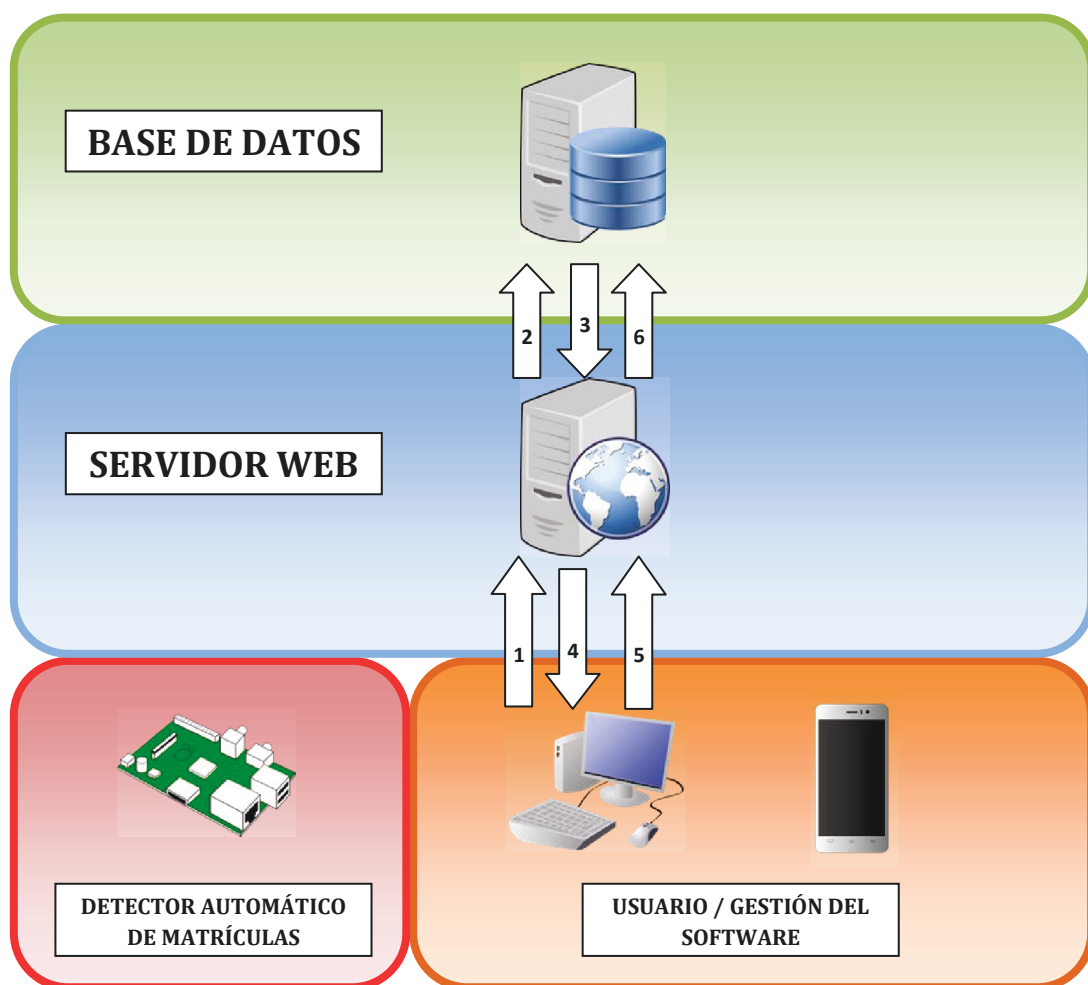 BASE DE DATOS
2
3
6
SERVIDOR WEB
1
4
5
DETECTOR AUTOMÁTICO
DE MATRÍCULAS
USUARIO / GESTIÓN DEL
SOFTWARE